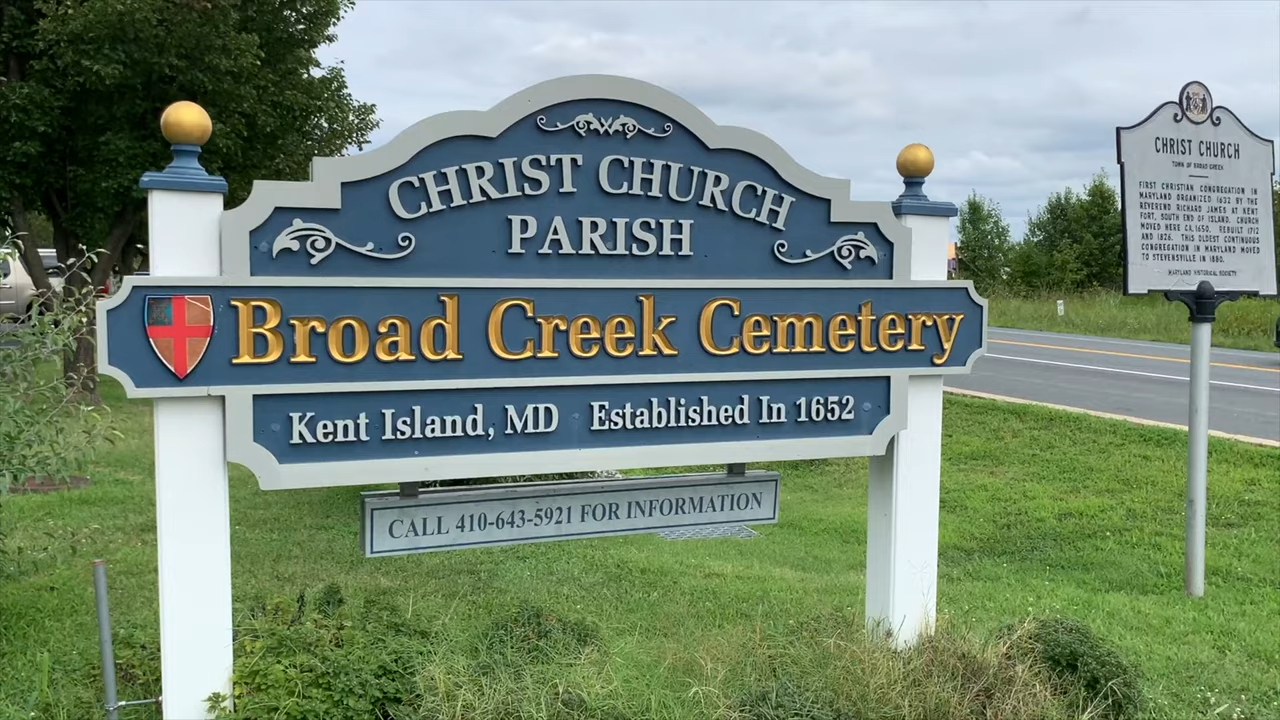 CHRIST CHURCH
PARISH
Broad Creek Cemetery
Kent Island, MD Established In 1652
CALL 410-643-5921 FOR INFORMATION
CHRIST CHURCH
TOWN OF BROAD CREEK
FIRST CHRISTIAN CONGREGATION IN
MARYLAND ORGANIZED 1632 BY THE
REVEREND RICHARD JAMES AT KENT
FORT, SOUTH END OF ISLAND. CHURCH
MOVED HERE CA.1650. REBUILT 1712
AND 1826. THIS OLDEST CONTINUOUS
CONGREGATION IN MARYLAND MOVED
TO STEVENSVILLE IN 1880.
MARYLAND HISTORICAL SOCIETY